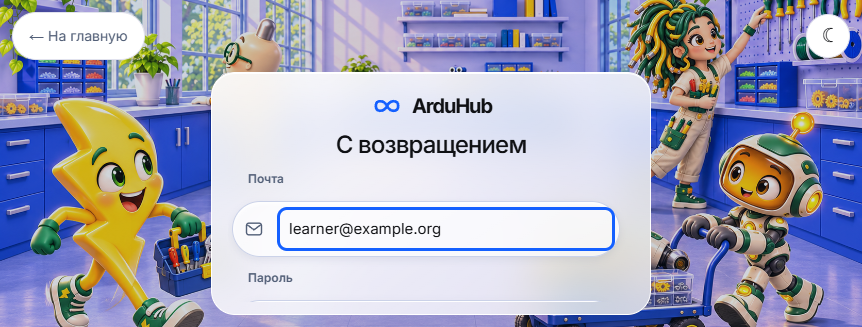 ← На главную
ArduHub
С возвращением
Почта
learner@example.org
Пароль